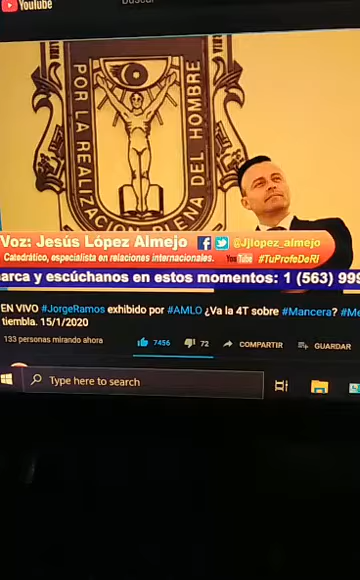 YouTube
Buscar
POR LA REALIZACIÓN PLENA DEL HOMBRE
Voz: Jesús López Almejo @Jjlopez_almejo
Catedrático, especialista en relaciones internacionales. YouTube #TuProfeDeRI
arca y escúchanos en estos momentos: 1 (563) 999
EN VIVO #JorgeRamos exhibido por #AMLO ¿Va la 4T sobre #Mancera? #Me
tiembla. 15/1/2020
133 personas mirando ahora
7456 72 COMPARTIR GUARDAR
Type here to search